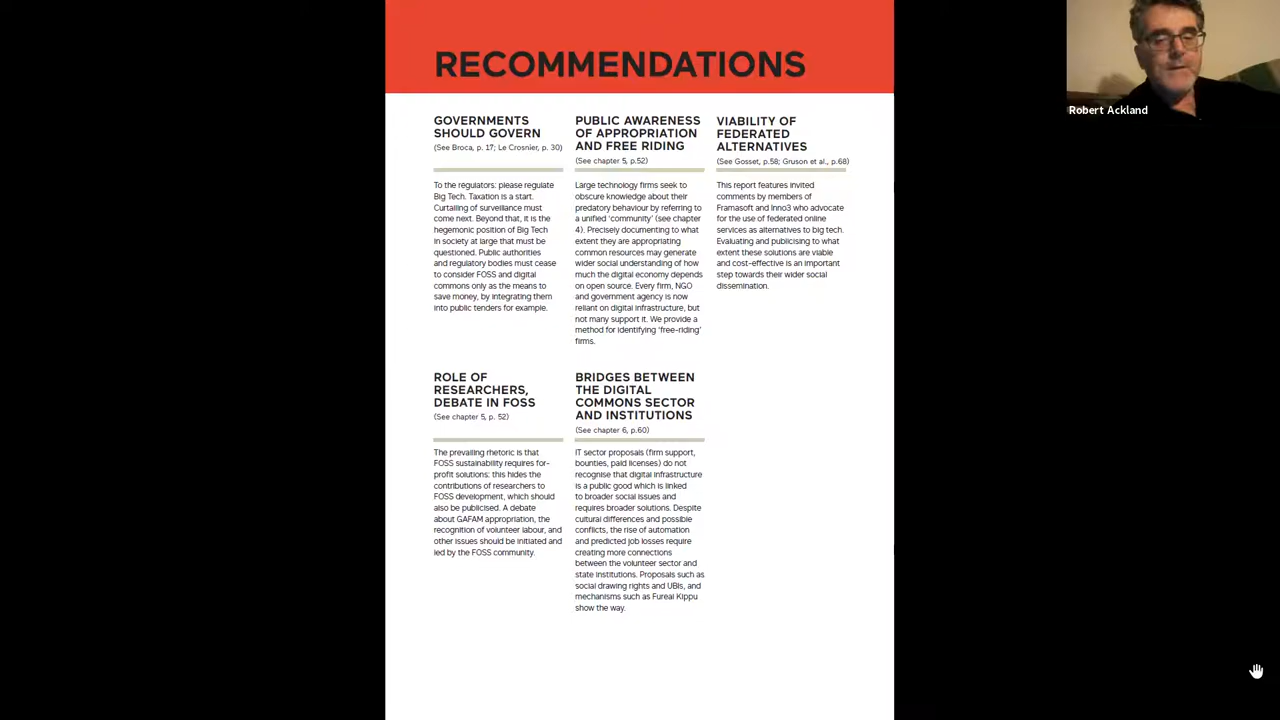 RECOMMENDATIONS
Robert Ackland
GOVERNMENTS
SHOULD GOVERN
(See Broca, p. 17; Le Crosnier, p. 30)
To the regulators: please regulate
Big Tech. Taxation is a start.
Curtailing of surveillance must
come next. Beyond that, it is the
hegemonic position of Big Tech
in society at large that must be
questioned. Public authorities
and regulatory bodies must cease
to consider FOSS and digital
commons only as the means to
save money, by integrating them
into public tenders for example.
PUBLIC AWARENESS
OF APPROPRIATION
AND FREE RIDING
(See chapter 5, p.52)
Large technology firms seek to
obscure knowledge about their
predatory behaviour by referring to
a unified ‘community’ (see chapter
4). Precisely documenting to what
extent they are appropriating
common resources may generate
wider social understanding of how
much the digital economy depends
on open source. Every firm, NGO
and government agency is now
reliant on digital infrastructure, but
not many support it. We provide a
method for identifying ‘free-riding’
firms.
VIABILITY OF
FEDERATED
ALTERNATIVES
(See Gosset, p.58; Gruson et al., p.68)
This report features invited
comments by members of
Framasoft and Inno3 who advocate
for the use of federated online
services as alternatives to big tech.
Evaluating and publicising to what
extent these solutions are viable
and cost-effective is an important
step towards their wider social
dissemination.
ROLE OF
RESEARCHERS,
DEBATE IN FOSS
(See chapter 5, p. 52)
The prevailing rhetoric is that
FOSS sustainability requires for-
profit solutions: this hides the
contributions of researchers to
FOSS development, which should
also be publicised. A debate
about GAFAM appropriation, the
recognition of volunteer labour, and
other issues should be initiated and
led by the FOSS community.
BRIDGES BETWEEN
THE DIGITAL
COMMONS SECTOR
AND INSTITUTIONS
(See chapter 6, p.60)
IT sector proposals (firm support,
bounties, paid licenses) do not
recognise that digital infrastructure
is a public good which is linked
to broader social issues and
requires broader solutions. Despite
cultural differences and possible
conflicts, the rise of automation
and predicted job losses require
creating more connections
between the volunteer sector and
state institutions. Proposals such as
social drawing rights and UBIs, and
mechanisms such as Fureai Kippu
show the way.